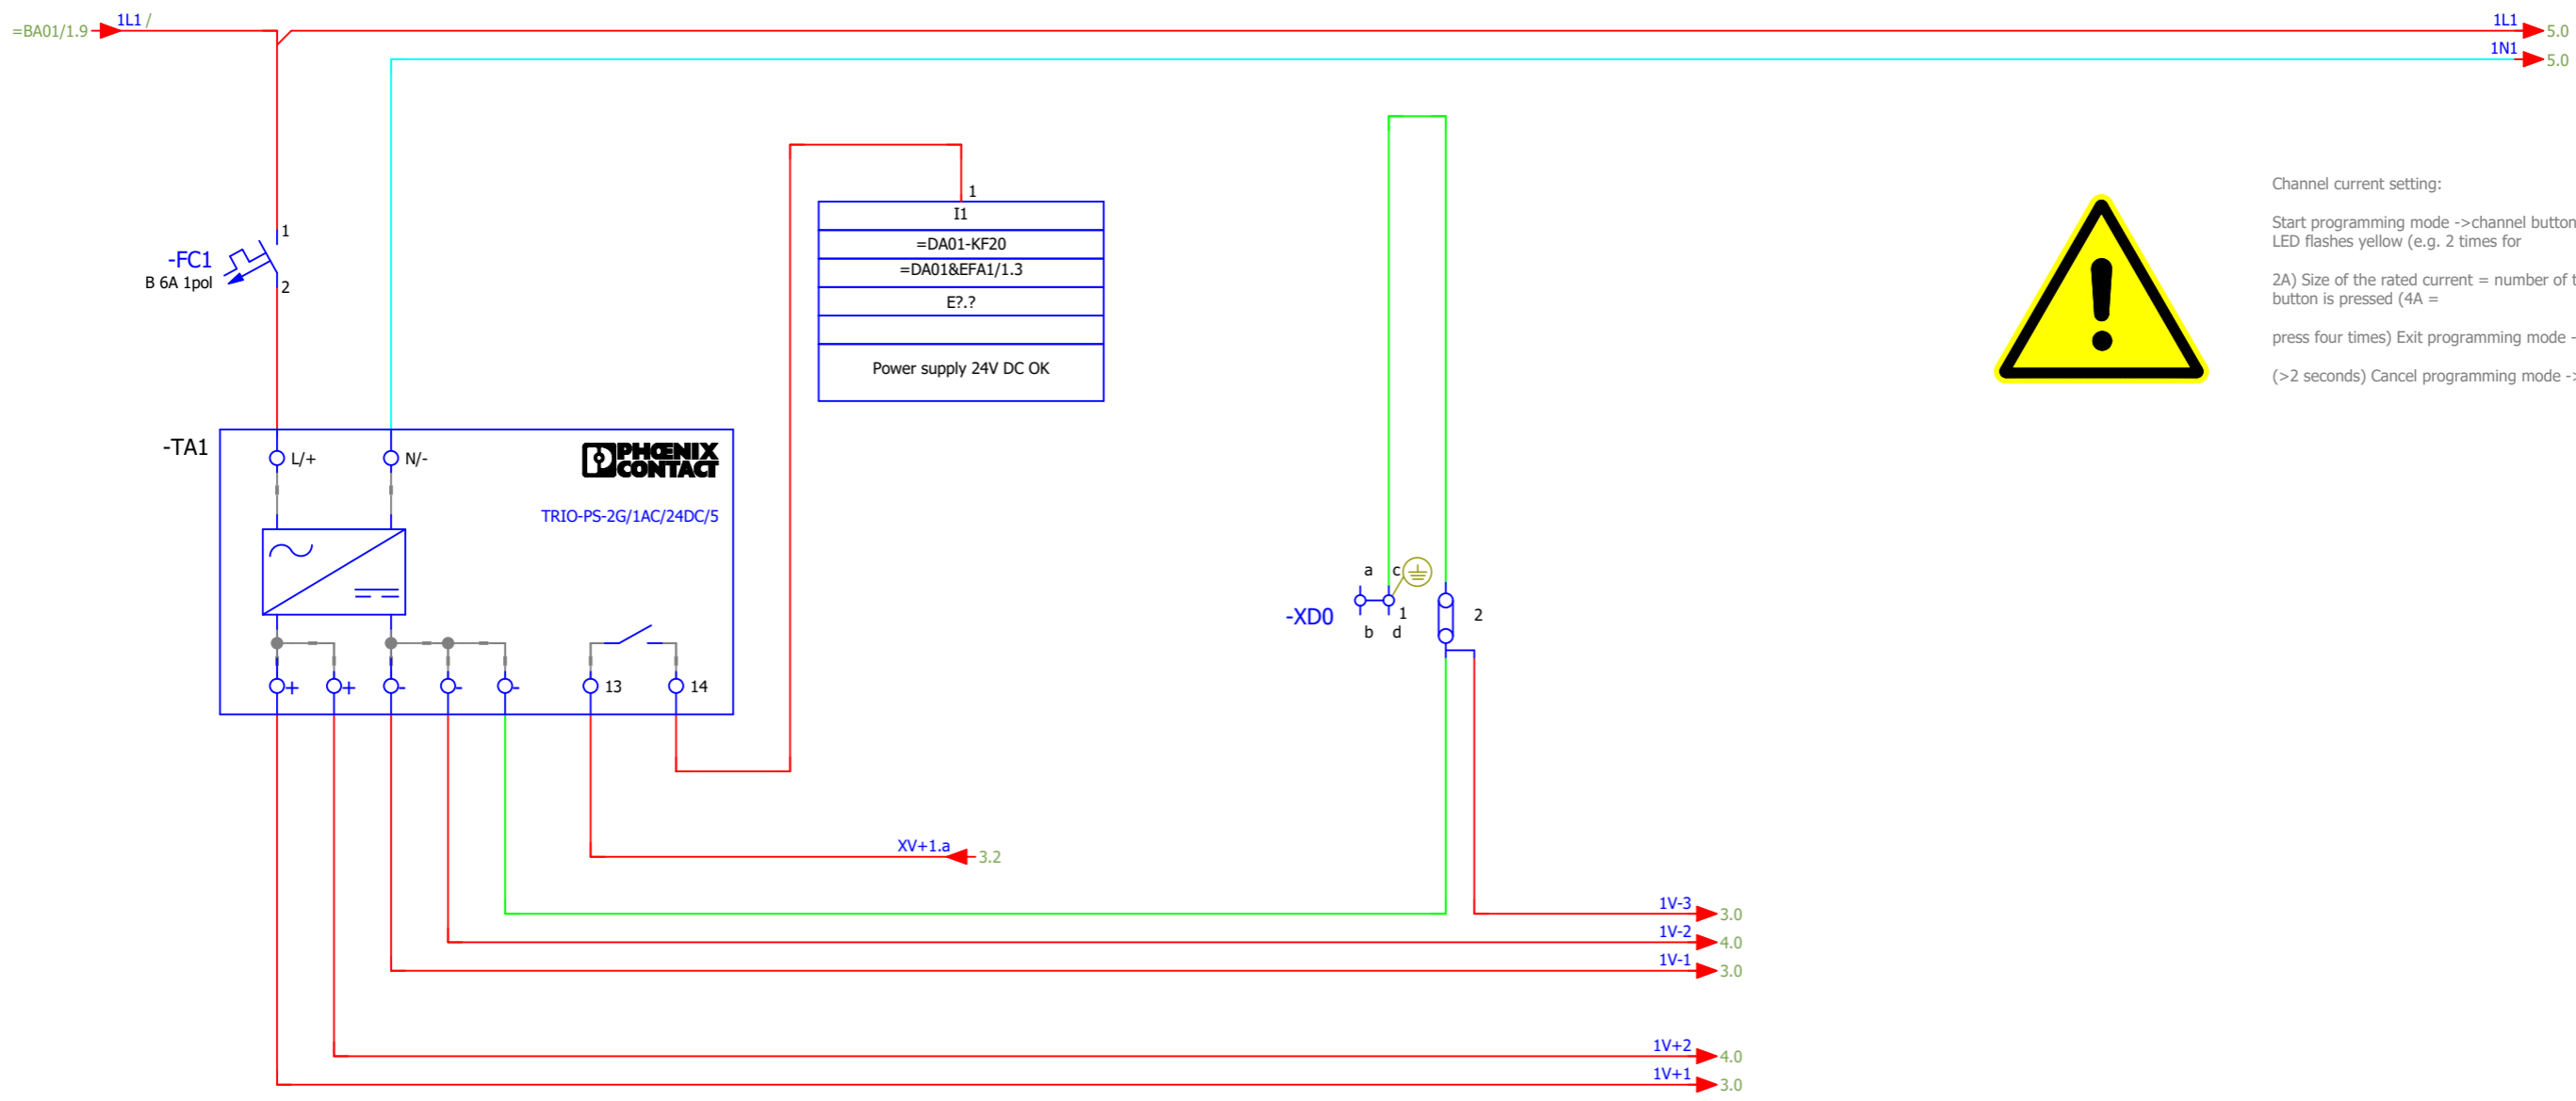 =BA01/1.9
1L1 /
1L1
5.0
1N1
5.0
Channel current setting:
Start programming mode ->channel button
LED flashes yellow (e.g. 2 times for
2A) Size of the rated current = number of
button is pressed (4A =
press four times) Exit programming mode -
(>2 seconds) Cancel programming mode -
1
I1
=DA01-KF20
=DA01&EFA1/1.3
E?.?
Power supply 24V DC OK
-FC1
B 6A 1pol
1
2
-TA1
L/+
N/-
PHŒNIX
CONTACT
TRIO-PS-2G/1AC/24DC/5
+
+
-
-
-
13
14
-XD0
a
c
1
b
d
2
XV+1.a
3.2
1V-3
3.0
1V-2
4.0
1V-1
3.0
1V+2
4.0
1V+1
3.0